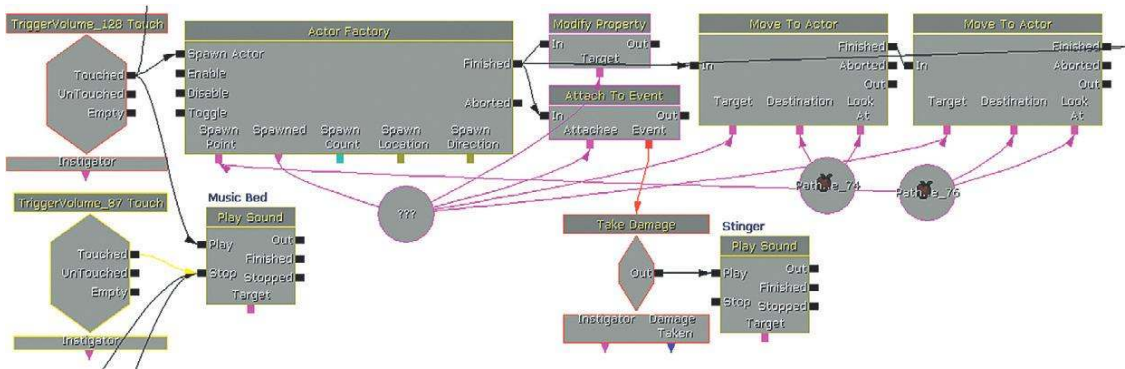 TriggerVolume_128 Touch
Touched
UnTouched
Empty
Instigator
Actor Factory
Spawn Actor
Enable
Disable
Toggle
Finished
Aborted
Spawn Point
Spawned
Spawn Count
Spawn Location
Spawn Direction
Modify Property
In
Out
Target
Attach To Event
In
Out
Attachee
Event
Move To Actor
In
Finished
Aborted
Out
Target
Destination
Look At
Move To Actor
In
Finished
Aborted
Out
Target
Destination
Look At
???
TriggerVolume_87 Touch
Touched
UnTouched
Empty
Instigator
Music Bed
Play Sound
Play
Stop
Out
Finished
Stopped
Target
Take Damage
Out
Instigator
Damage Taken
Stinger
Play Sound
Play
Stop
Out
Finished
Stopped
Target